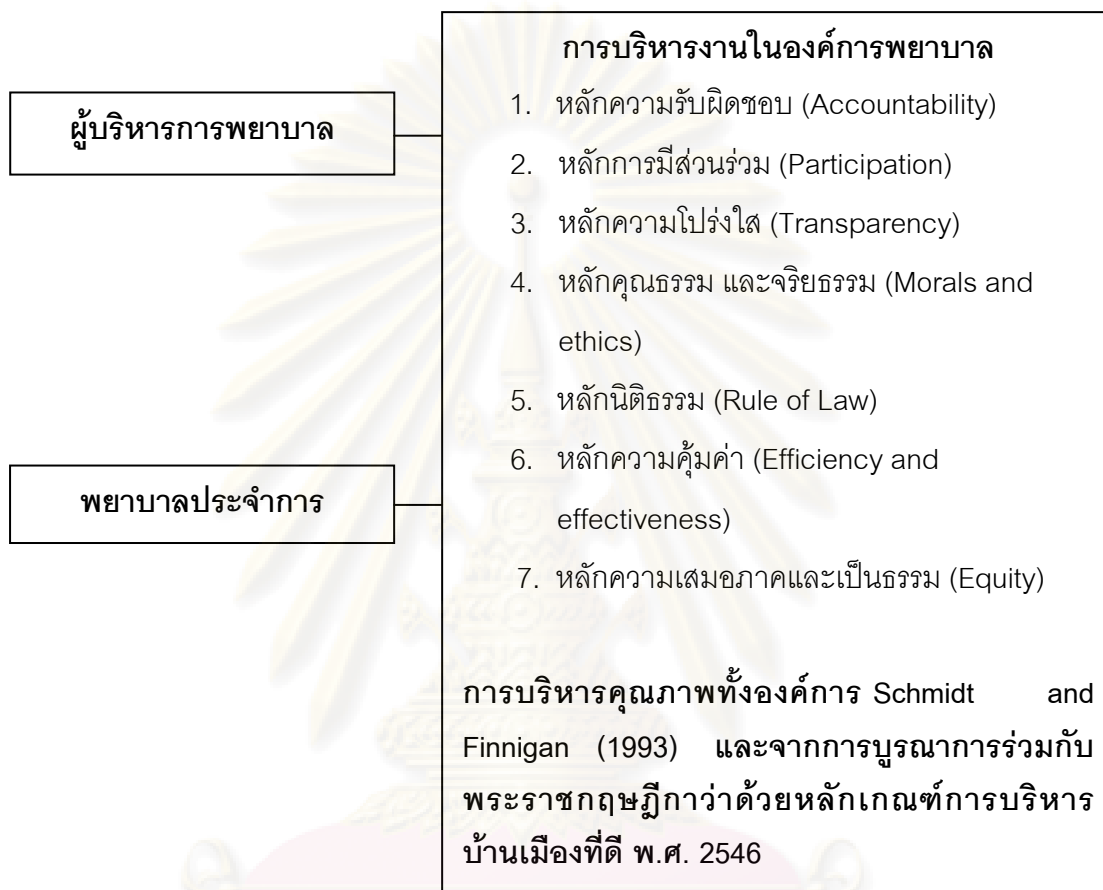 ผู้บริหารการพยาบาล
พยาบาลประจำการ
การบริหารงานในองค์การพยาบาล
1. หลักความรับผิดชอบ (Accountability)
2. หลักการมีส่วนร่วม (Participation)
3. หลักความโปร่งใส (Transparency)
4. หลักคุณธรรม และจริยธรรม (Morals and
ethics)
5. หลักนิติธรรม (Rule of Law)
6. หลักความคุ้มค่า (Efficiency and
effectiveness)
7. หลักความเสมอภาคและเป็นธรรม (Equity)
การบริหารคุณภาพทั้งองค์การ Schmidt and
Finnigan (1993) และจากการบูรณาการร่วมกับ
พระราชกฤษฎีกาว่าด้วยหลักเกณฑ์การบริหาร
บ้านเมืองที่ดี พ.ศ. 2546